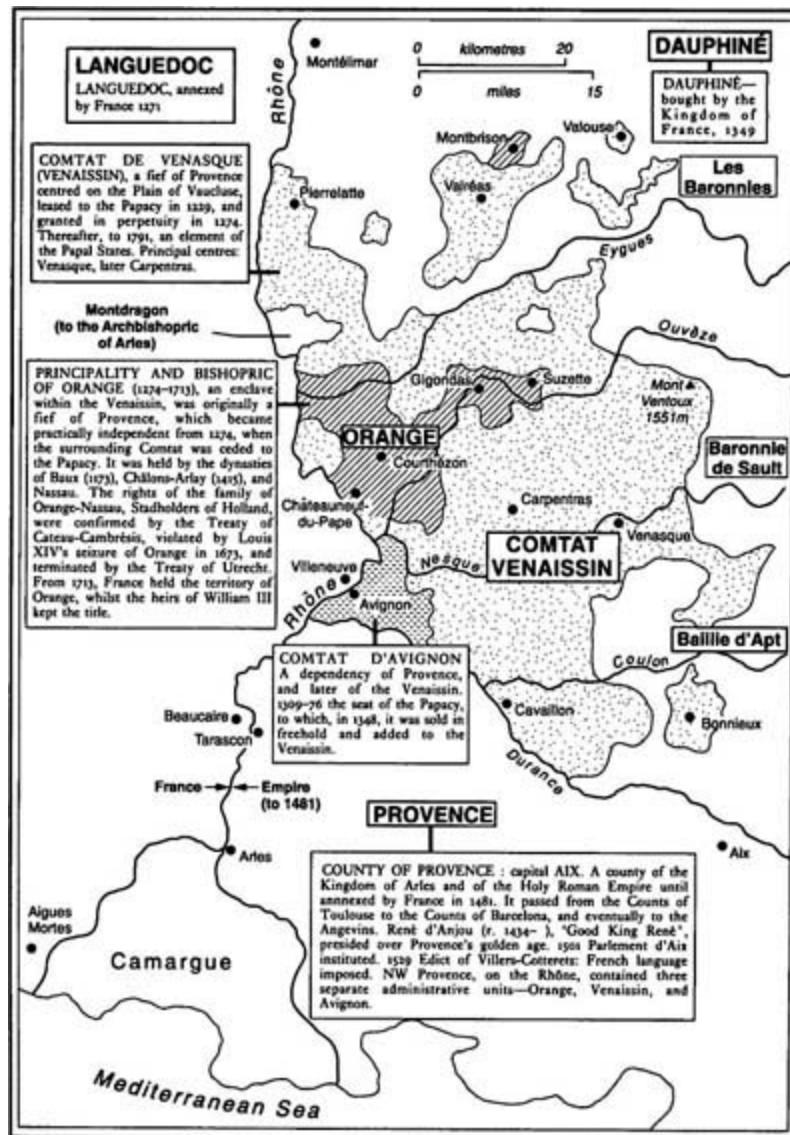 LANGUEDOC
LANGUEDOC, annexed
by France 1271
Rhône
Montélimar
0 kilometres 20
0 miles 15
DAUPHINÉ
DAUPHINÉ—
bought by the
Kingdom of
France, 1349
Montbrison
Valouse
Les
Baronnies
Valréas
Pierrelatte
COMTAT DE VENASQUE
(VENAISSIN), a fief of Provence
centred on the Plain of Vaucluse,
leased to the Papacy in 1229, and
granted in perpetuity in 1274.
Thereafter, to 1791, an element of
the Papal States. Principal centres:
Venasque, later Carpentras.
Eygues
Montdragon
(to the Archbishopric
of Arles)
Ouvèze
PRINCIPALITY AND BISHOPRIC
OF ORANGE (1274–1713), an enclave
within the Venaissin, was originally a
fief of Provence, which became
practically independent from 1274, when
the surrounding Comtat was ceded to
the Papacy. It was held by the dynasties
of Baux (1173), Châlons-Arlay (1415), and
Nassau. The rights of the family of
Orange-Nassau, Stadholders of Holland,
were confirmed by the Treaty of
Cateau-Cambrésis, violated by Louis
XIV's seizure of Orange in 1673, and
terminated by the Treaty of Utrecht.
From 1713, France held the territory of
Orange, whilst the heirs of William III
kept the title.
Gigondas
Suzette
Mont
Ventoux
1551m
ORANGE
Courthézon
Baronnie
de Sault
Châteauneuf-
du-Pape
Carpentras
Venasque
COMTAT
VENAISSIN
Nesque
Villeneuve
Rhône
Avignon
Baillie d'Apt
Coulon
COMTAT D'AVIGNON
A dependency of Provence,
and later of the Venaissin.
1309–76 the seat of the Papacy,
to which, in 1348, it was sold in
freehold and added to the
Venaissin.
Cavaillon
Bonnieux
Beaucaire
Tarascon
Durance
France Empire
(to 1481)
PROVENCE
Arles
Aix
COUNTY OF PROVENCE : capital AIX. A county of the
Kingdom of Arles and of the Holy Roman Empire until
annnexed by France in 1481. It passed from the Counts of
Toulouse to the Counts of Barcelona, and eventually to the
Angevins. René d'Anjou (r. 1434– ), 'Good King René',
presided over Provence's golden age. 1501 Parlement d'Aix
instituted. 1529 Edict of Villers-Cotterets: French language
imposed. NW Provence, on the Rhône, contained three
separate administrative units—Orange, Venaissin, and
Avignon.
Aigues
Mortes
Camargue
Mediterranean Sea